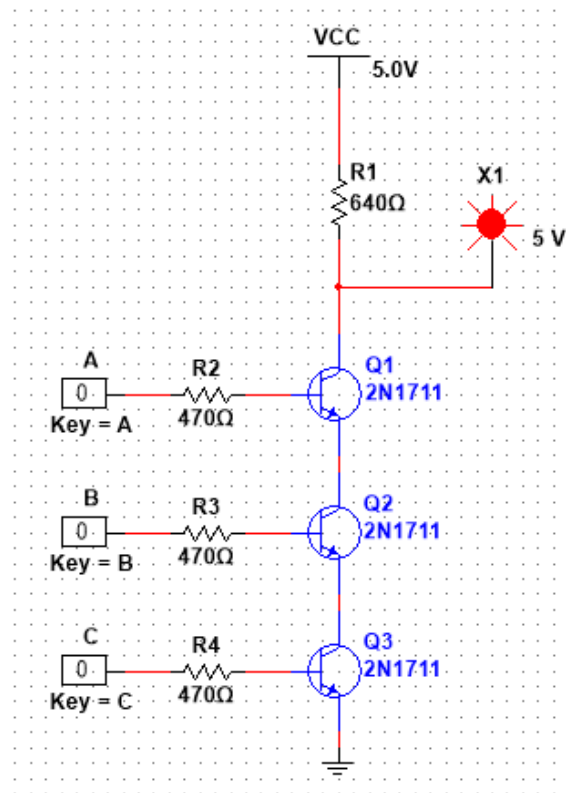 VCC
5.0V
R1
640Ω
X1
5 V
A
0
Key = A
R2
470Ω
Q1
2N1711
B
0
Key = B
R3
470Ω
Q2
2N1711
C
0
Key = C
R4
470Ω
Q3
2N1711